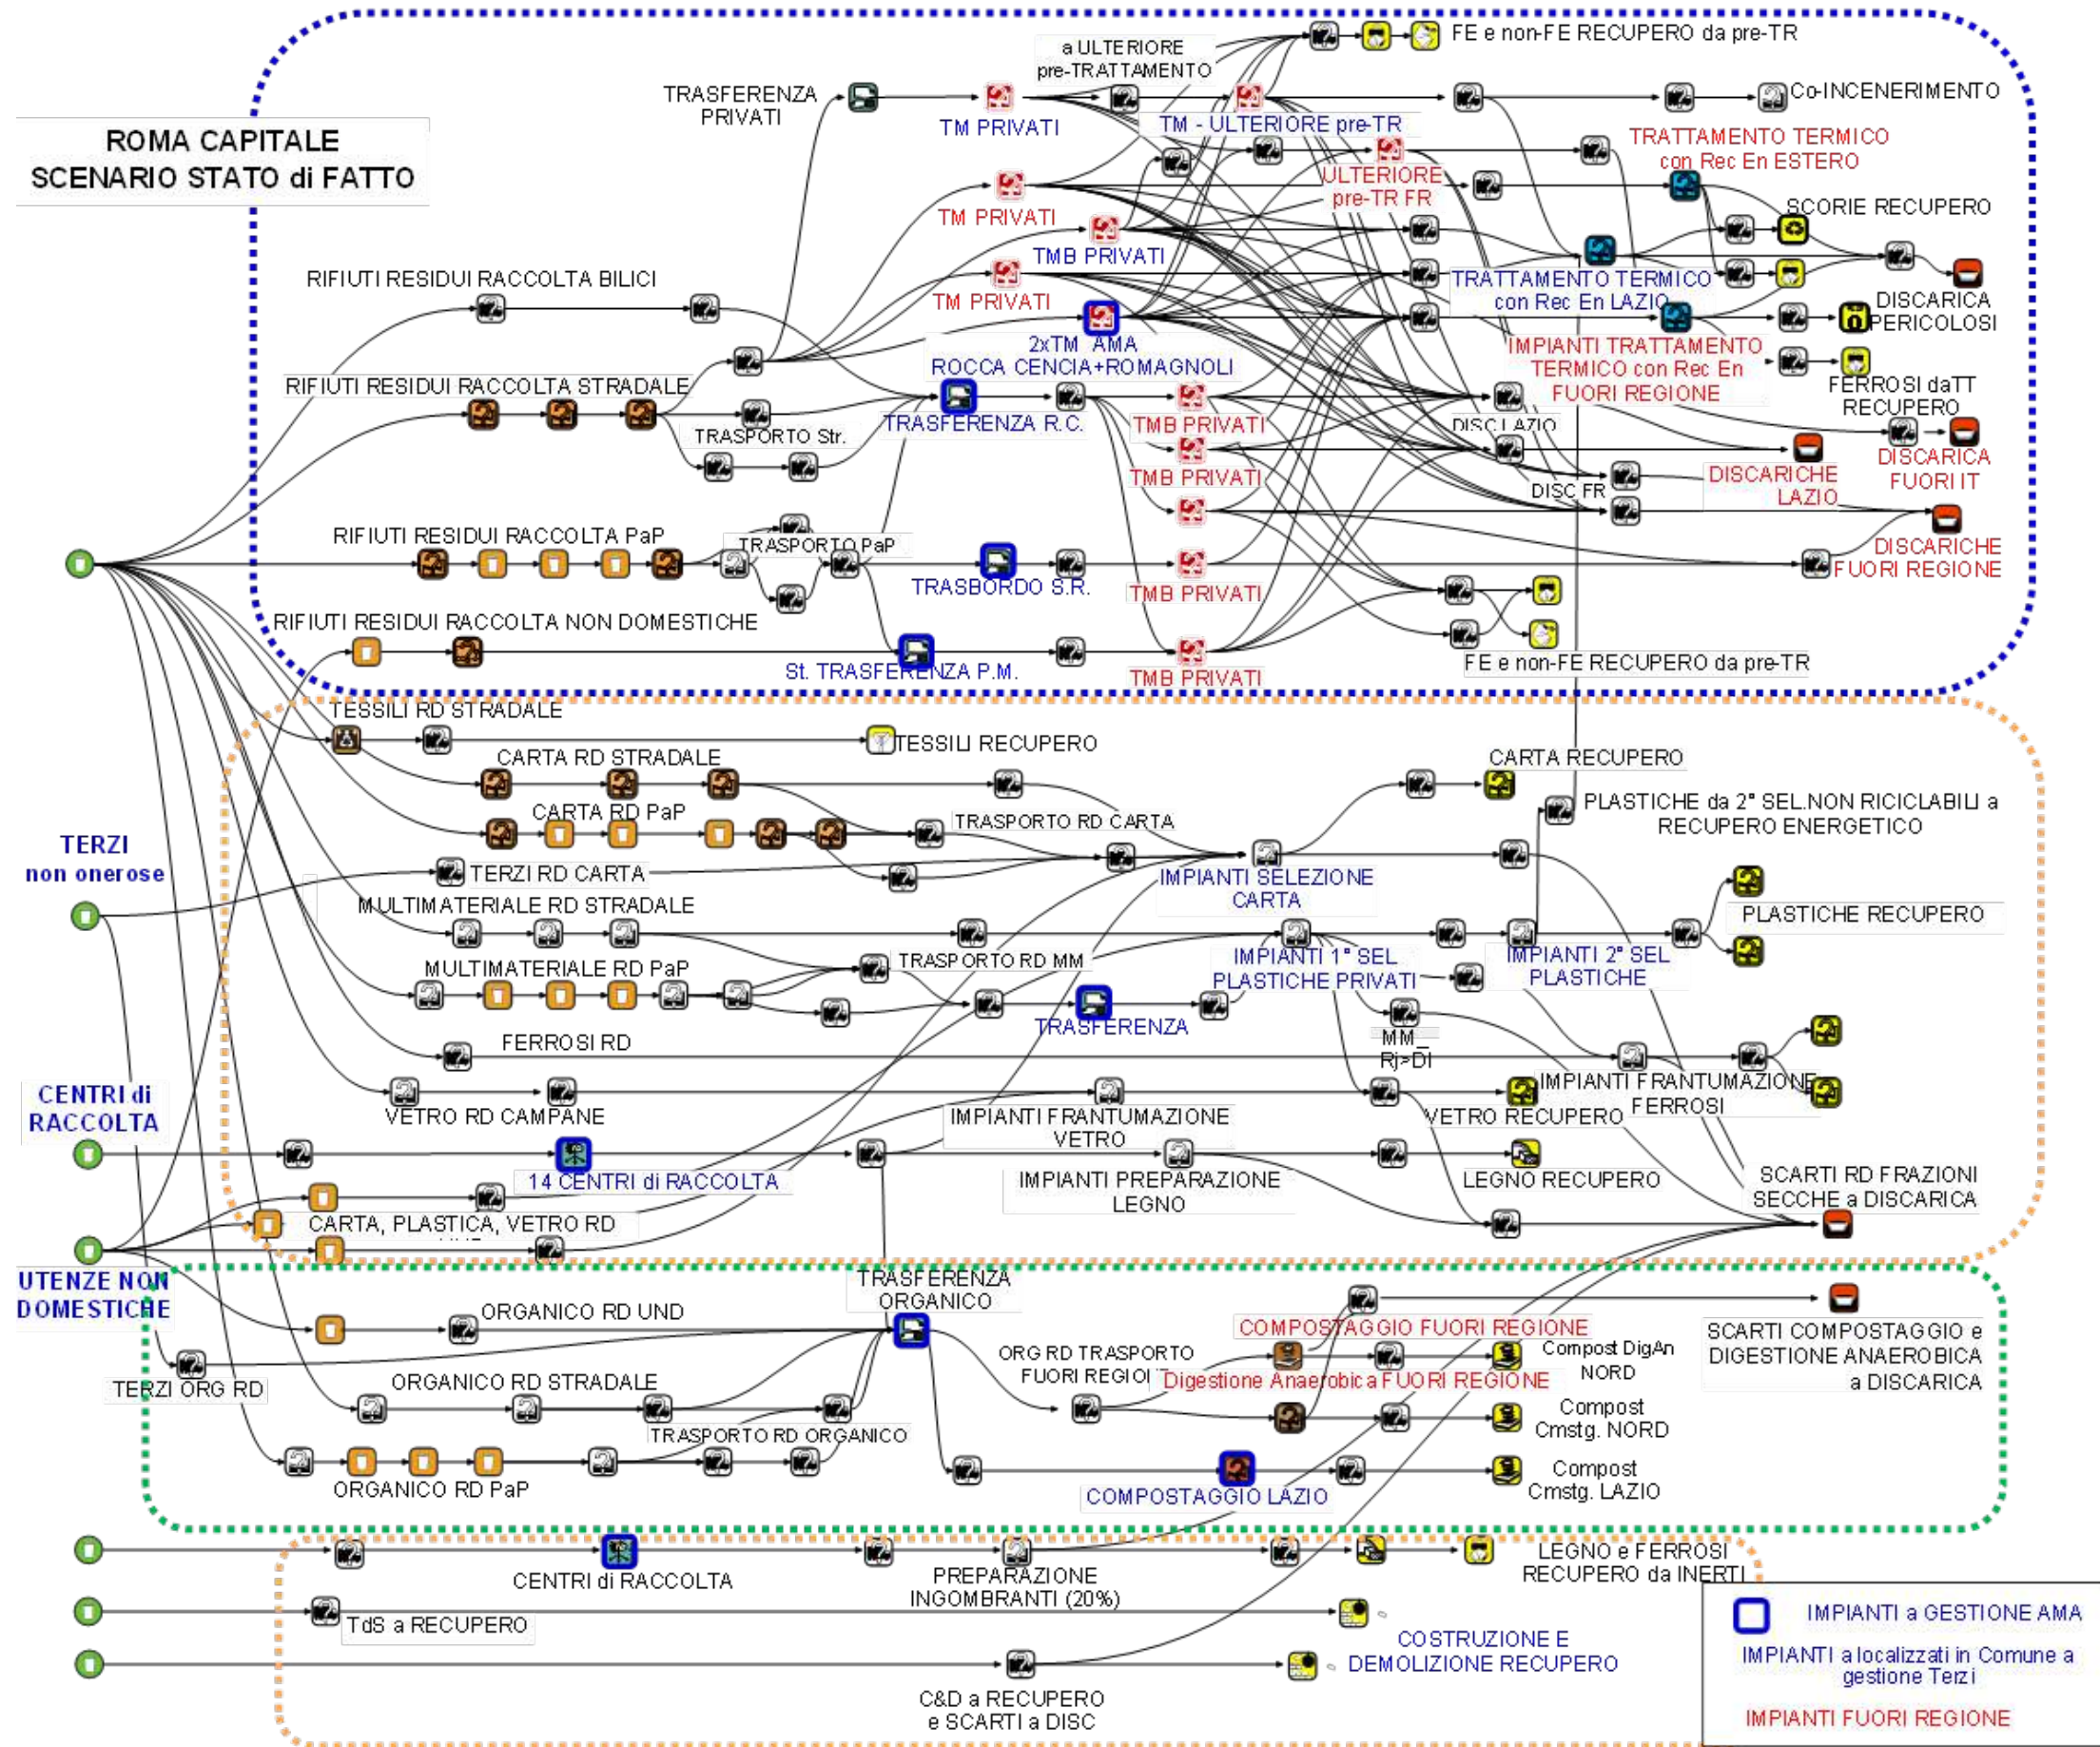 FE e non-FE RECUPERO da pre-TR
a ULTERIORE
pre-TRATTAMENTO
TRASFERENZA
PRIVATI
Co-INCENERIMENTO
TM PRIVATI
TM - ULTERIORE pre-TR
ROMA CAPITALE
SCENARIO STATO di FATTO
TRATTAMENTO TERMICO
con Rec En ESTERO
ULTERIORE
pre-TR FR
TM PRIVATI
SCORIE RECUPERO
TMB PRIVATI
RIFIUTI RESIDUI RACCOLTA BILICI
TM PRIVATI
TRATTAMENTO TERMICO
con Rec En LAZIO
DISCARICA
PERICOLOSI
2xTM AMA
ROCCA CENCIA+ROMAGNOLI
IMPIANTI TRATTAMENTO
TERMICO con Rec En
FUORI REGIONE
RIFIUTI RESIDUI RACCOLTA STRADALE
FERROSI daTT
RECUPERO
TRASFERENZA R.C.
TMB PRIVATI
DISC LAZIO
TRASPORTO Str.
DISCARICA
FUORI IT
TMB PRIVATI
DISCARICHE
LAZIO
DISC FR
RIFIUTI RESIDUI RACCOLTA PaP
TRASPORTO PaP
DISCARICHE
FUORI REGIONE
TRASBORDO S.R.
TMB PRIVATI
RIFIUTI RESIDUI RACCOLTA NON DOMESTICHE
St. TRASFERENZA P.M.
TMB PRIVATI
FE e non-FE RECUPERO da pre-TR
TESSILI RD STRADALE
TESSILI RECUPERO
CARTA RD STRADALE
CARTA RECUPERO
CARTA RD PaP
TRASPORTO RD CARTA
PLASTICHE da 2° SEL.NON RICICLABILI a
RECUPERO ENERGETICO
TERZI
non onerose
TERZI RD CARTA
IMPIANTI SELEZIONE
CARTA
MULTIMATERIALE RD STRADALE
PLASTICHE RECUPERO
MULTIMATERIALE RD PaP
TRASPORTO RD MM
IMPIANTI 1° SEL
PLASTICHE PRIVATI
IMPIANTI 2° SEL
PLASTICHE
TRASFERENZA
FERROSI RD
MM_
Rj>DI
CENTRI di
RACCOLTA
VETRO RD CAMPANE
IMPIANTI FRANTUMAZIONE
VETRO
VETRO RECUPERO
IMPIANTI FRANTUMAZIONE
FERROSI
14 CENTRI di RACCOLTA
IMPIANTI PREPARAZIONE
LEGNO
LEGNO RECUPERO
SCARTI RD FRAZIONI
SECCHE a DISCARICA
CARTA, PLASTICA, VETRO RD
UTENZE NON
DOMESTICHE
TRASFERENZA
ORGANICO
ORGANICO RD UND
COMPOSTAGGIO FUORI REGIONE
SCARTI COMPOSTAGGIO e
DIGESTIONE ANAEROBICA
a DISCARICA
ORG RD TRASPORTO
FUORI REGIO
Compost DigAn
NORD
Digestione Anaerobica FUORI REGIONE
TERZI ORG RD
ORGANICO RD STRADALE
Compost
Cmstg. NORD
TRASPORTO RD ORGANICO
ORGANICO RD PaP
COMPOSTAGGIO LAZIO
Compost
Cmstg. LAZIO
CENTRI di RACCOLTA
PREPARAZIONE
INGOMBRANTI (20%)
LEGNO e FERROSI
RECUPERO da INERTI
TdS a RECUPERO
COSTRUZIONE E
DEMOLIZIONE RECUPERO
C&D a RECUPERO
e SCARTI a DISC
IMPIANTI a GESTIONE AMA
IMPIANTI a localizzati in Comune a
gestione Terzi
IMPIANTI FUORI REGIONE